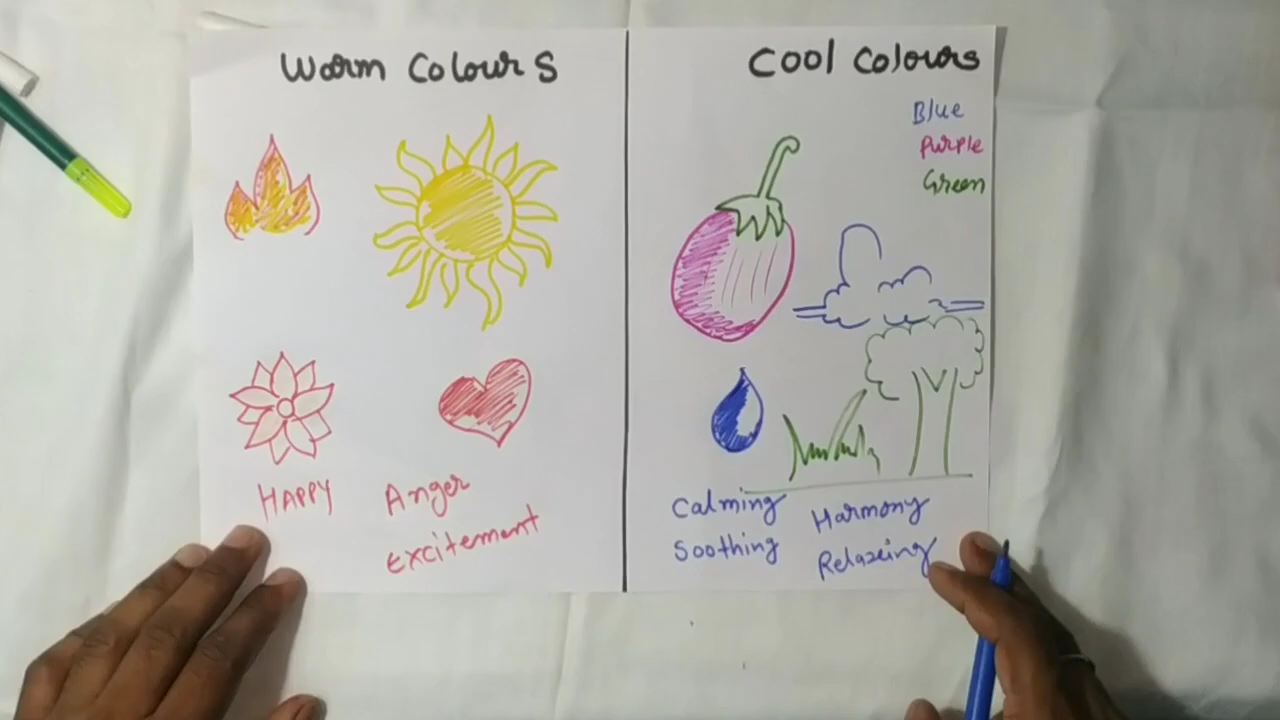 Warm Colours
HAPPY
Anger
excitement
Cool Colours
Blue
Purple
Green
Calming
Harmony
Soothing
Relaxing